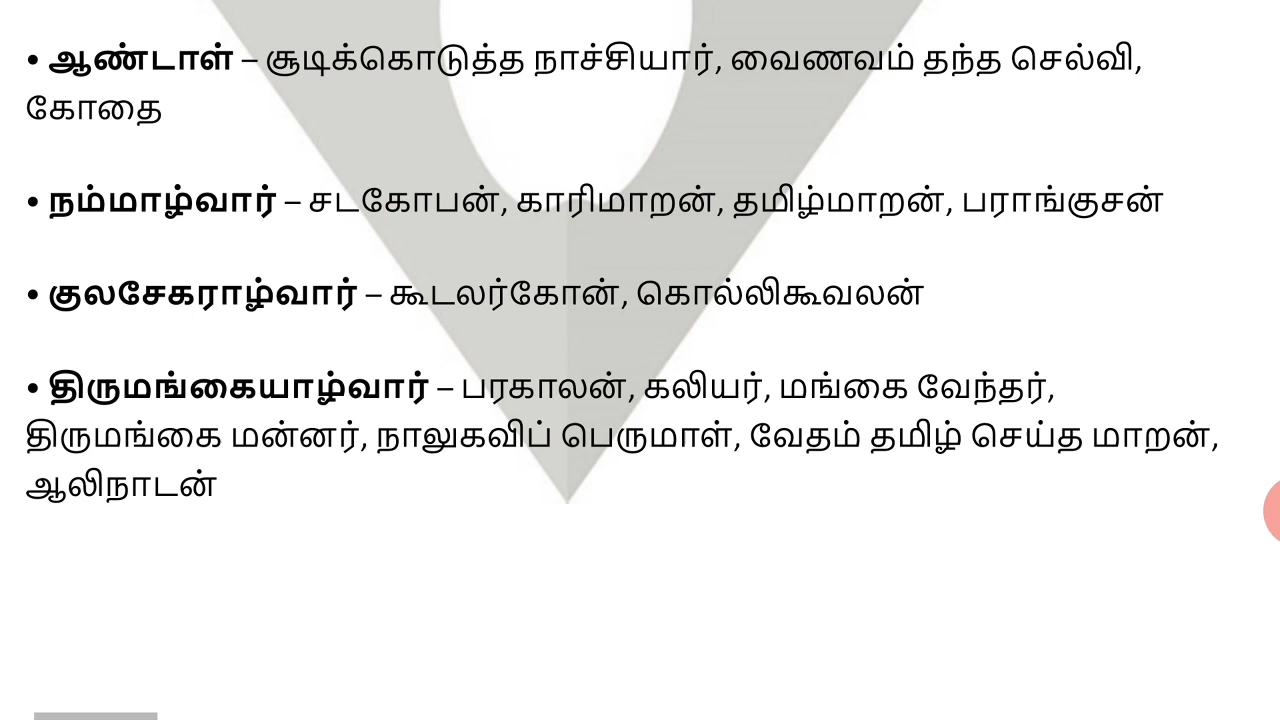 • ஆண்டாள் – சூடிக்கொடுத்த நாச்சியார், வைணவம் தந்த செல்வி,
கோதை
• நம்மாழ்வார் – சடகோபன், காரிமாறன், தமிழ்மாறன், பராங்குசன்
• குலசேகராழ்வார் – கூடலர்கோன், கொல்லிகூவலன்
• திருமங்கையாழ்வார் – பரகாலன், கலியர், மங்கை வேந்தர்,
திருமங்கை மன்னர், நாலுகவிப் பெருமாள், வேதம் தமிழ் செய்த மாறன்,
ஆலிநாடன்